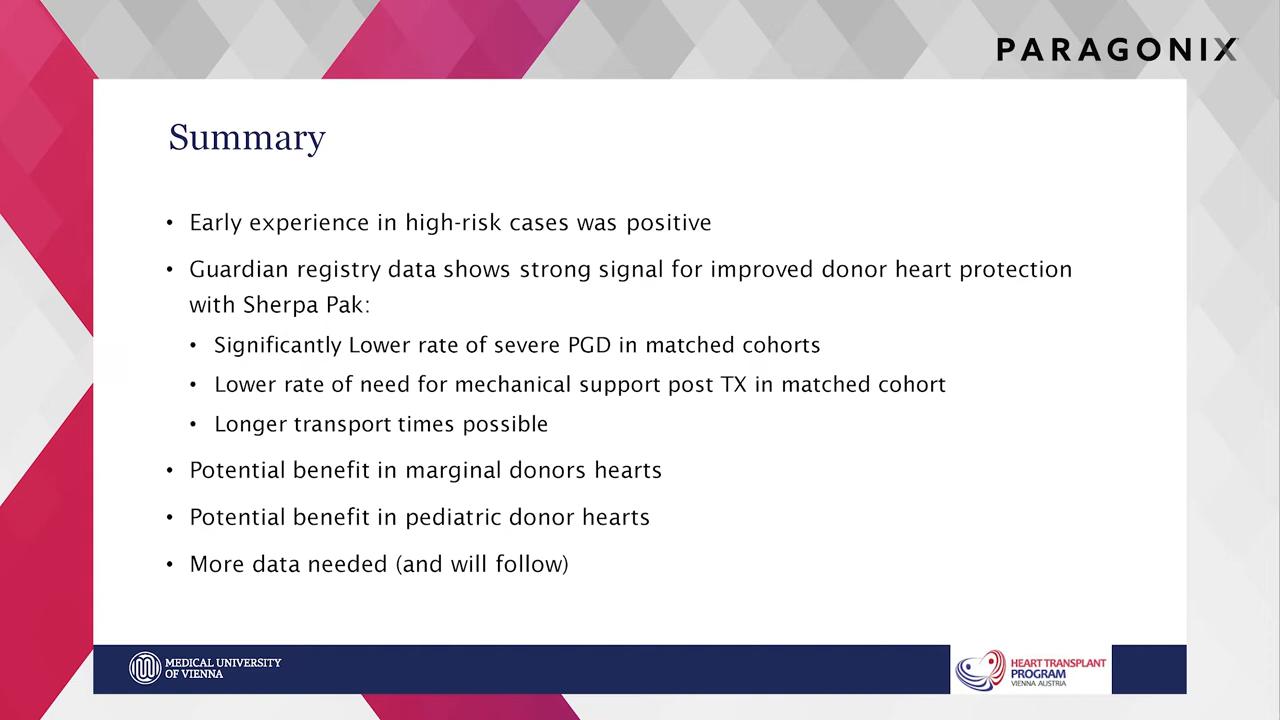 PARAGONIX
Summary
• Early experience in high-risk cases was positive
• Guardian registry data shows strong signal for improved donor heart protection
with Sherpa Pak:
• Significantly Lower rate of severe PGD in matched cohorts
• Lower rate of need for mechanical support post TX in matched cohort
• Longer transport times possible
• Potential benefit in marginal donors hearts
• Potential benefit in pediatric donor hearts
• More data needed (and will follow)
MEDICAL UNIVERSITY
OF VIENNA
HEART TRANSPLANT
PROGRAM
VIENNA AUSTRIA